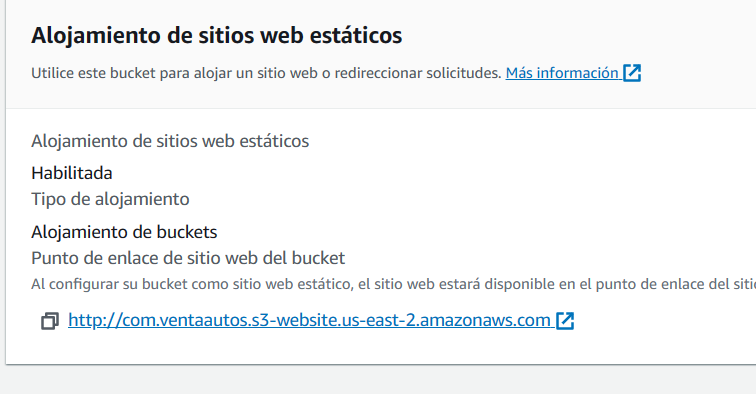 Alojamiento de sitios web estáticos
Utilice este bucket para alojar un sitio web o redireccionar solicitudes. Más información
Alojamiento de sitios web estáticos
Habilitada
Tipo de alojamiento
Alojamiento de buckets
Punto de enlace de sitio web del bucket
Al configurar su bucket como sitio web estático, el sitio web estará disponible en el punto de enlace del
http://com.ventaautos.s3-website.us-east-2.amazonaws.com